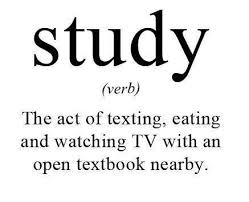 study
(verb)
The act of texting, eating
and watching TV with an
open textbook nearby.